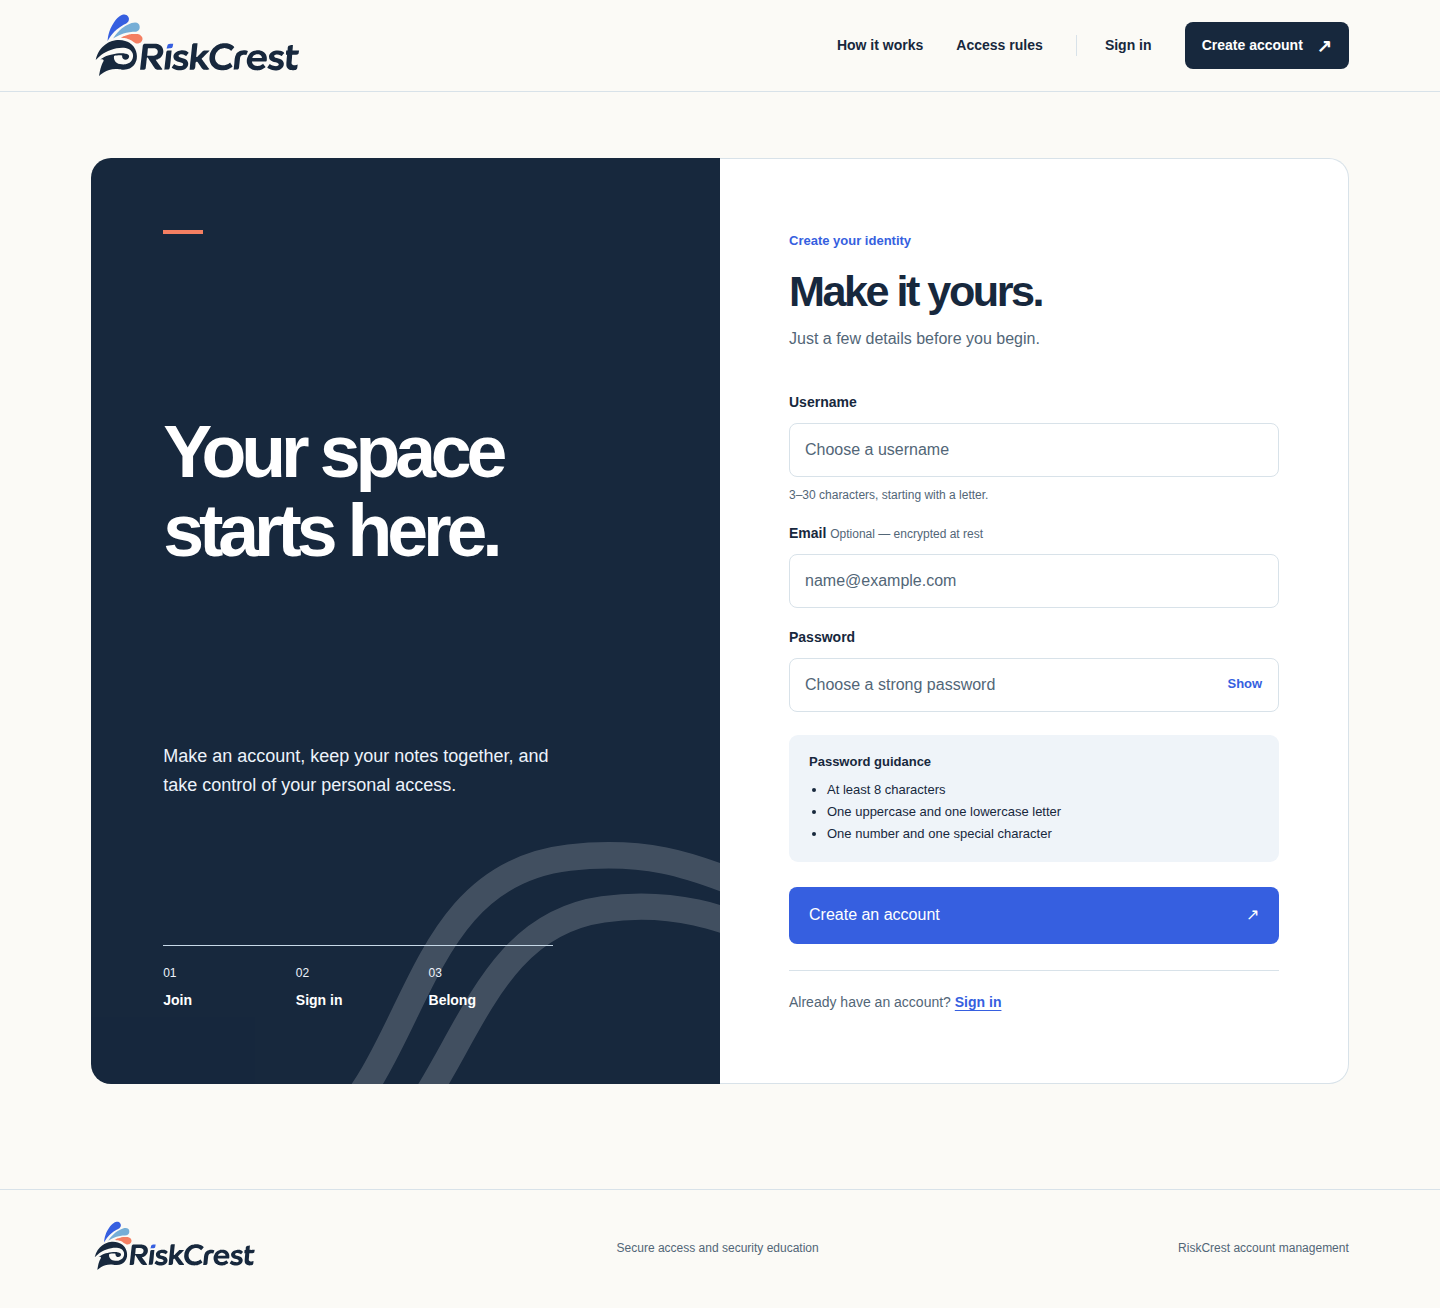 RiskCrest
How it works
Access rules
Sign in
Create account ↗
Your space
starts here.
Make an account, keep your notes together, and
take control of your personal access.
01
Join
02
Sign in
03
Belong
Create your identity
Make it yours.
Just a few details before you begin.
Username
Choose a username
3–30 characters, starting with a letter.
Email Optional — encrypted at rest
name@example.com
Password
Choose a strong password
Show
Password guidance
• At least 8 characters
• One uppercase and one lowercase letter
• One number and one special character
Create an account ↗
Already have an account? Sign in
RiskCrest
Secure access and security education
RiskCrest account management